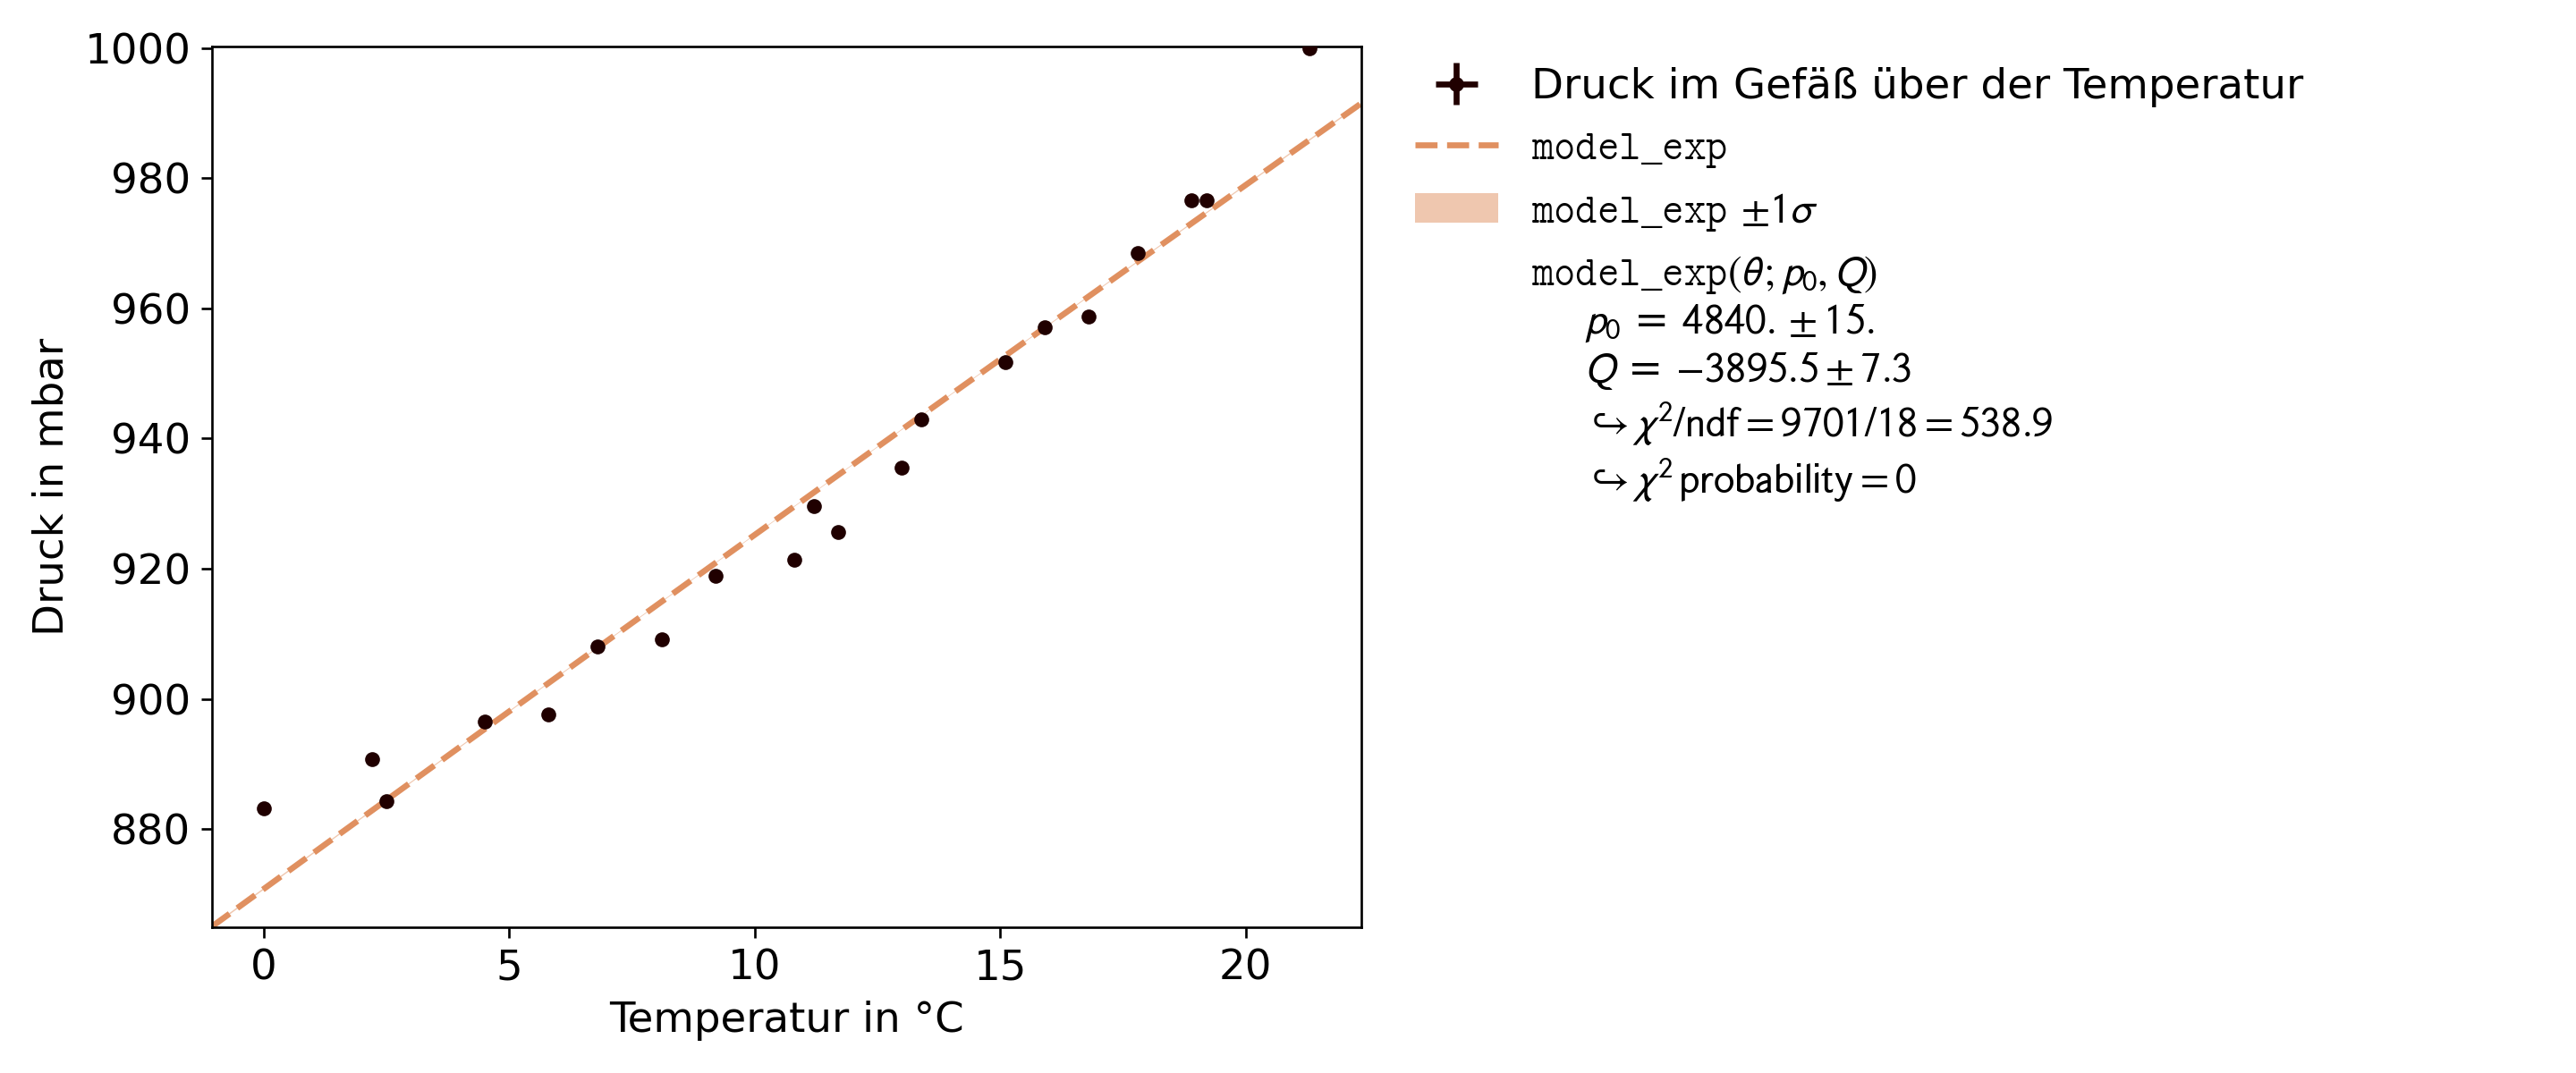 1000
980
960
940
920
900
880
Druck in mbar
0 5 10 15 20
Temperatur in °C
Druck im Gefäß über der Temperatur
model_exp
model_exp ±1σ
model_exp(θ; p₀, Q)
p₀ = 4840. ± 15.
Q = −3895.5 ± 7.3
↪ χ²/ndf = 9701/18 = 538.9
↪ χ² probability = 0